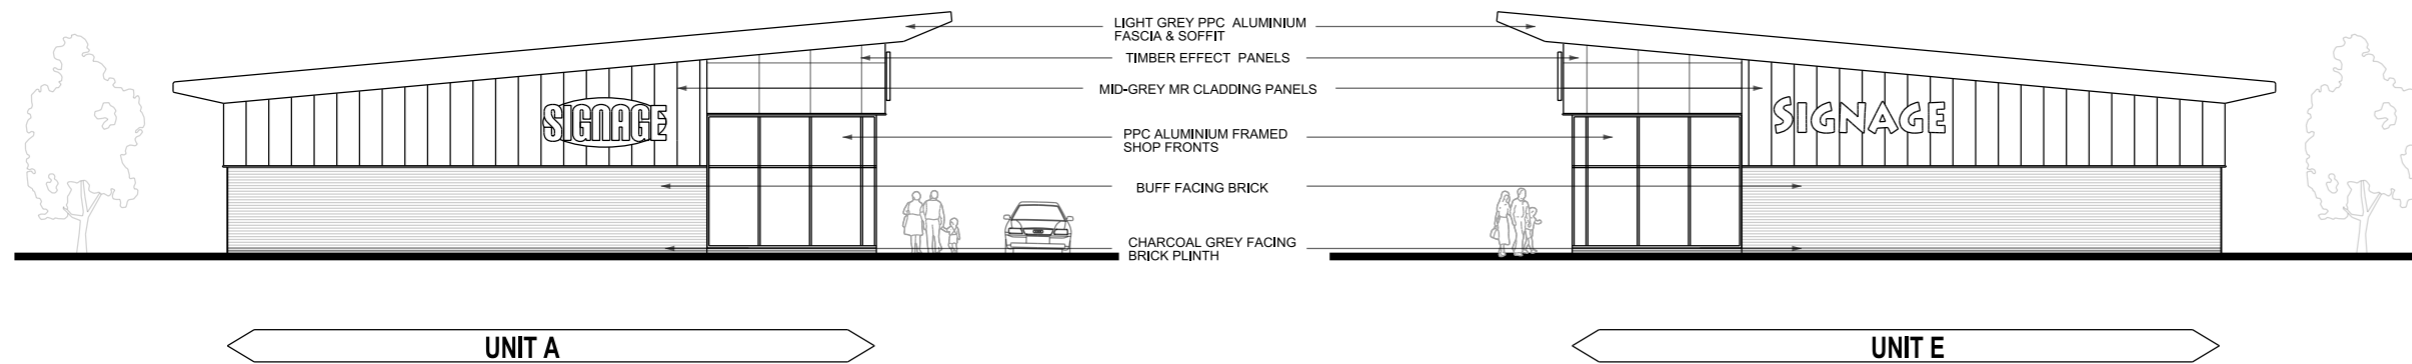 LIGHT GREY PPC ALUMINIUM
FASCIA & SOFFIT
TIMBER EFFECT PANELS
MID-GREY MR CLADDING PANELS
SIGNAGE
SIGNAGE
PPC ALUMINIUM FRAMED
SHOP FRONTS
BUFF FACING BRICK
CHARCOAL GREY FACING
BRICK PLINTH
UNIT A
UNIT E